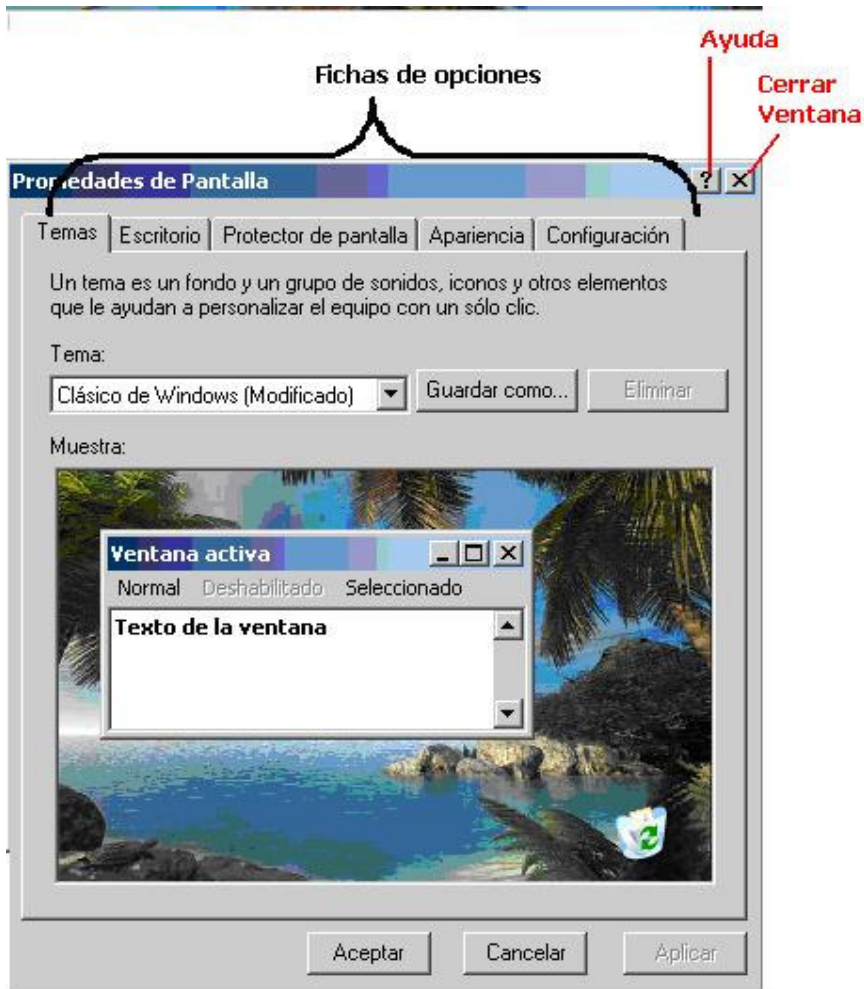 Ayuda
Fichas de opciones
Cerrar
Ventana
Propiedades de Pantalla
?
Temas Escritorio Protector de pantalla Apariencia Configuración
Un tema es un fondo y un grupo de sonidos, iconos y otros elementos
que le ayudan a personalizar el equipo con un sólo clic.
Tema:
Clásico de Windows (Modificado) Guardar como... Eliminar
Muestra:
Ventana activa
Normal Deshabilitado Seleccionado
Texto de la ventana
Aceptar Cancelar Aplicar